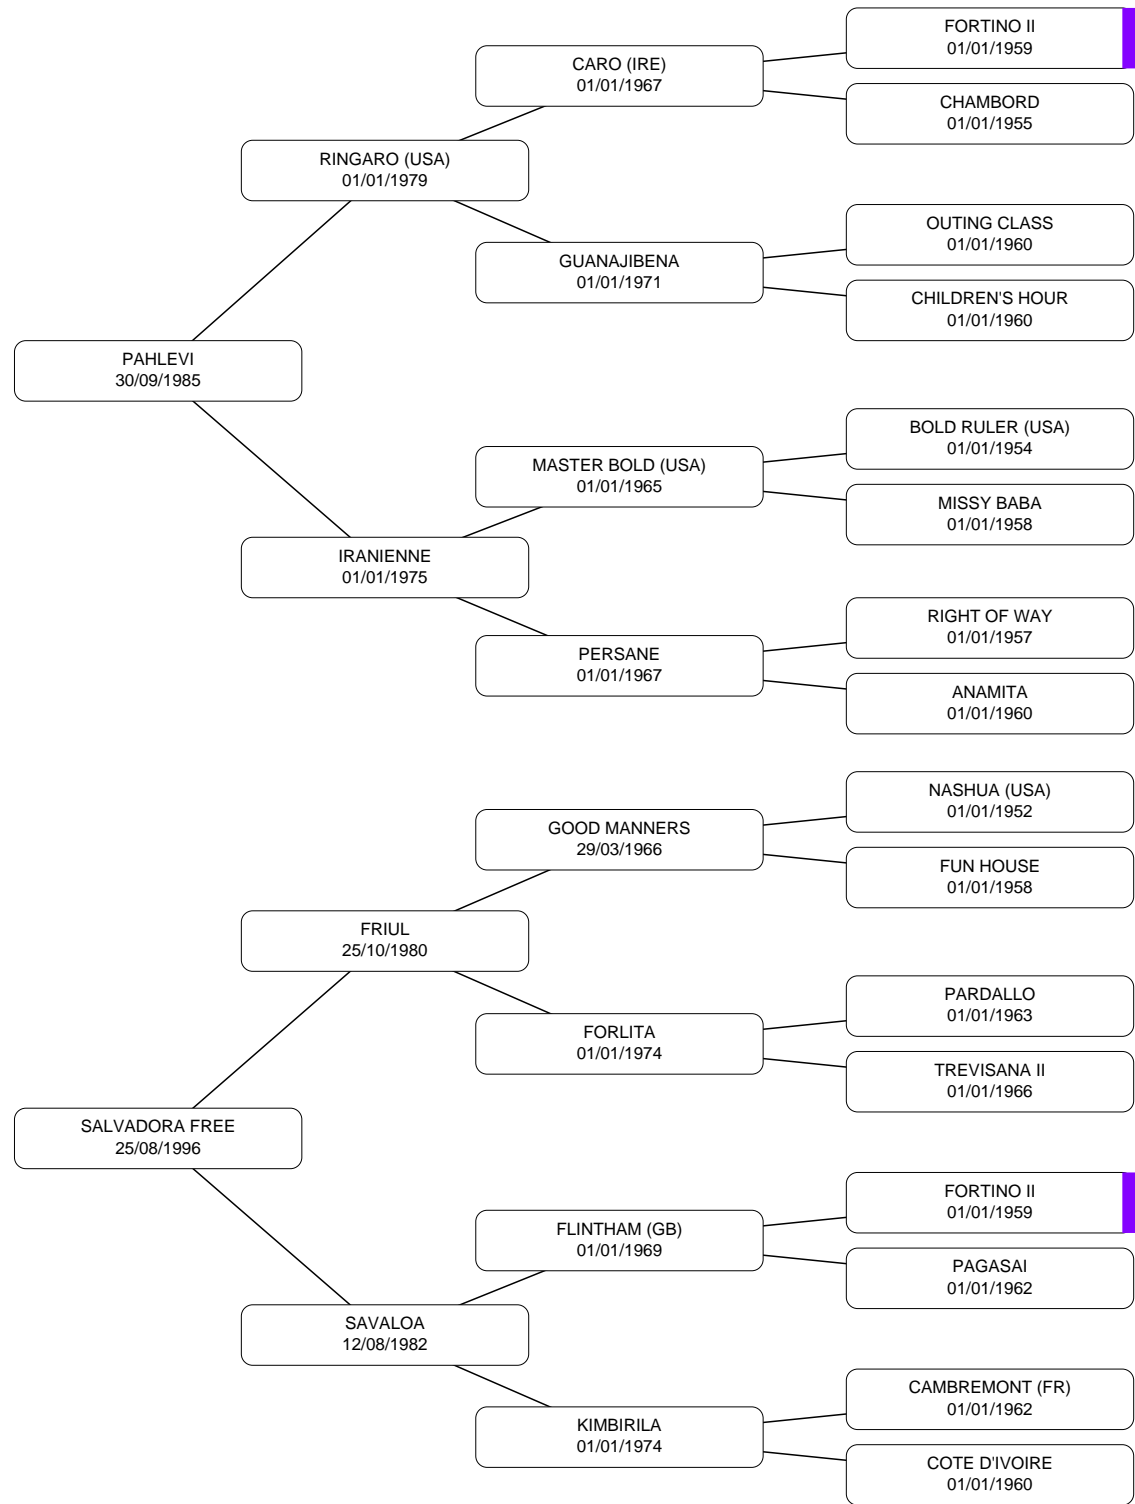 FORTINO II
01/01/1959
CARO (IRE)
01/01/1967
CHAMBORD
01/01/1955
RINGARO (USA)
01/01/1979
OUTING CLASS
01/01/1960
GUANAJIBENA
01/01/1971
CHILDREN'S HOUR
01/01/1960
PAHLEVI
30/09/1985
BOLD RULER (USA)
01/01/1954
MASTER BOLD (USA)
01/01/1965
MISSY BABA
01/01/1958
IRANIENNE
01/01/1975
RIGHT OF WAY
01/01/1957
PERSANE
01/01/1967
ANAMITA
01/01/1960
NASHUA (USA)
01/01/1952
GOOD MANNERS
29/03/1966
FUN HOUSE
01/01/1958
FRIUL
25/10/1980
PARDALLO
01/01/1963
FORLITA
01/01/1974
TREVISANA II
01/01/1966
SALVADORA FREE
25/08/1996
FORTINO II
01/01/1959
FLINTHAM (GB)
01/01/1969
PAGASAI
01/01/1962
SAVALOA
12/08/1982
CAMBREMONT (FR)
01/01/1962
KIMBIRILA
01/01/1974
COTE D'IVOIRE
01/01/1960